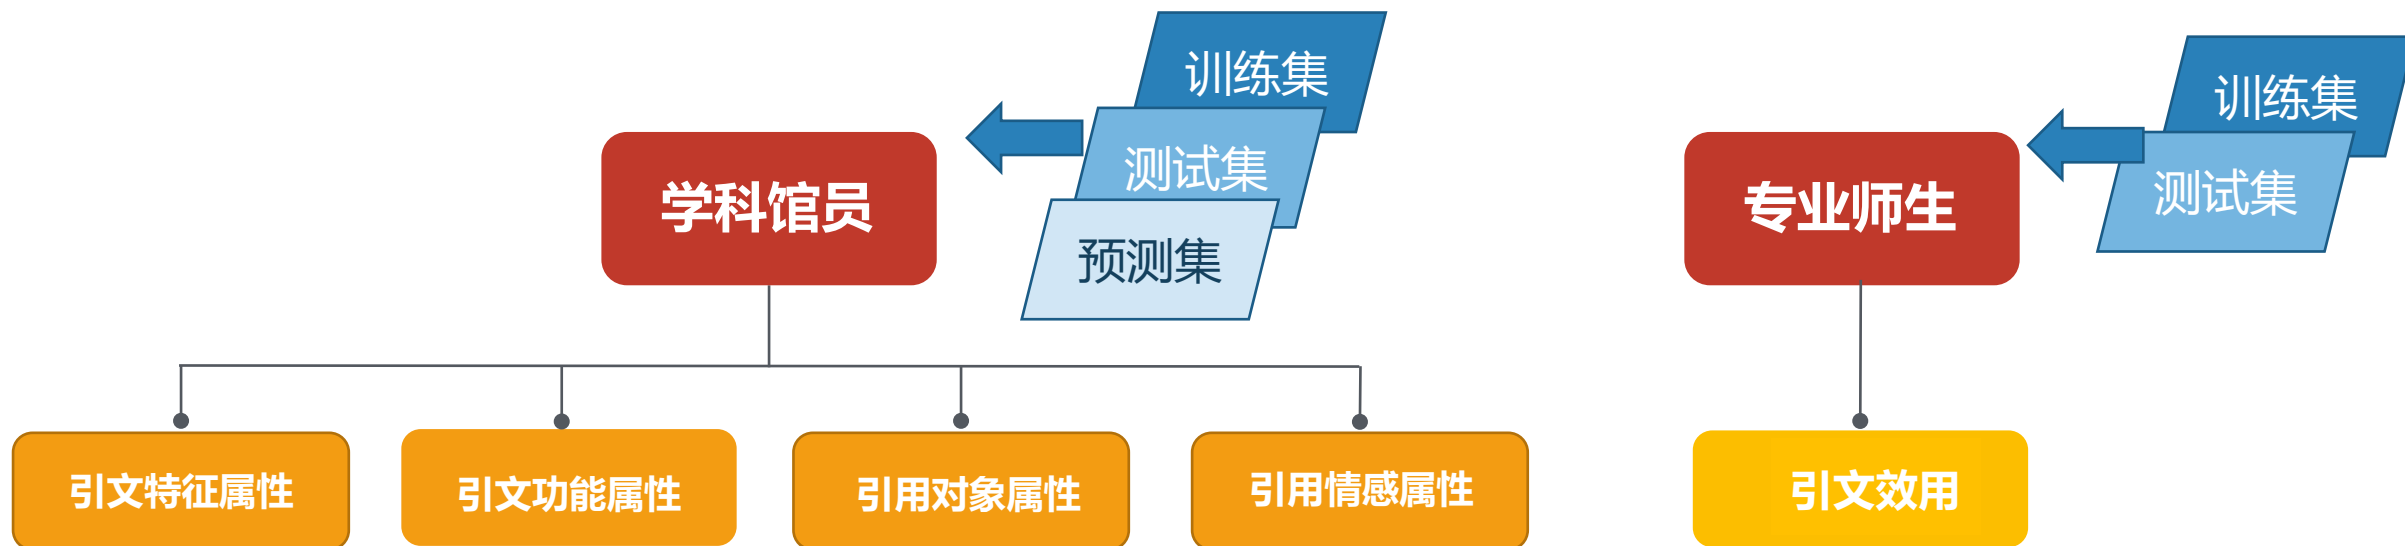 训练集
测试集
预测集
学科馆员
引文特征属性
引文功能属性
引用对象属性
引用情感属性
训练集
测试集
专业师生
引文效用